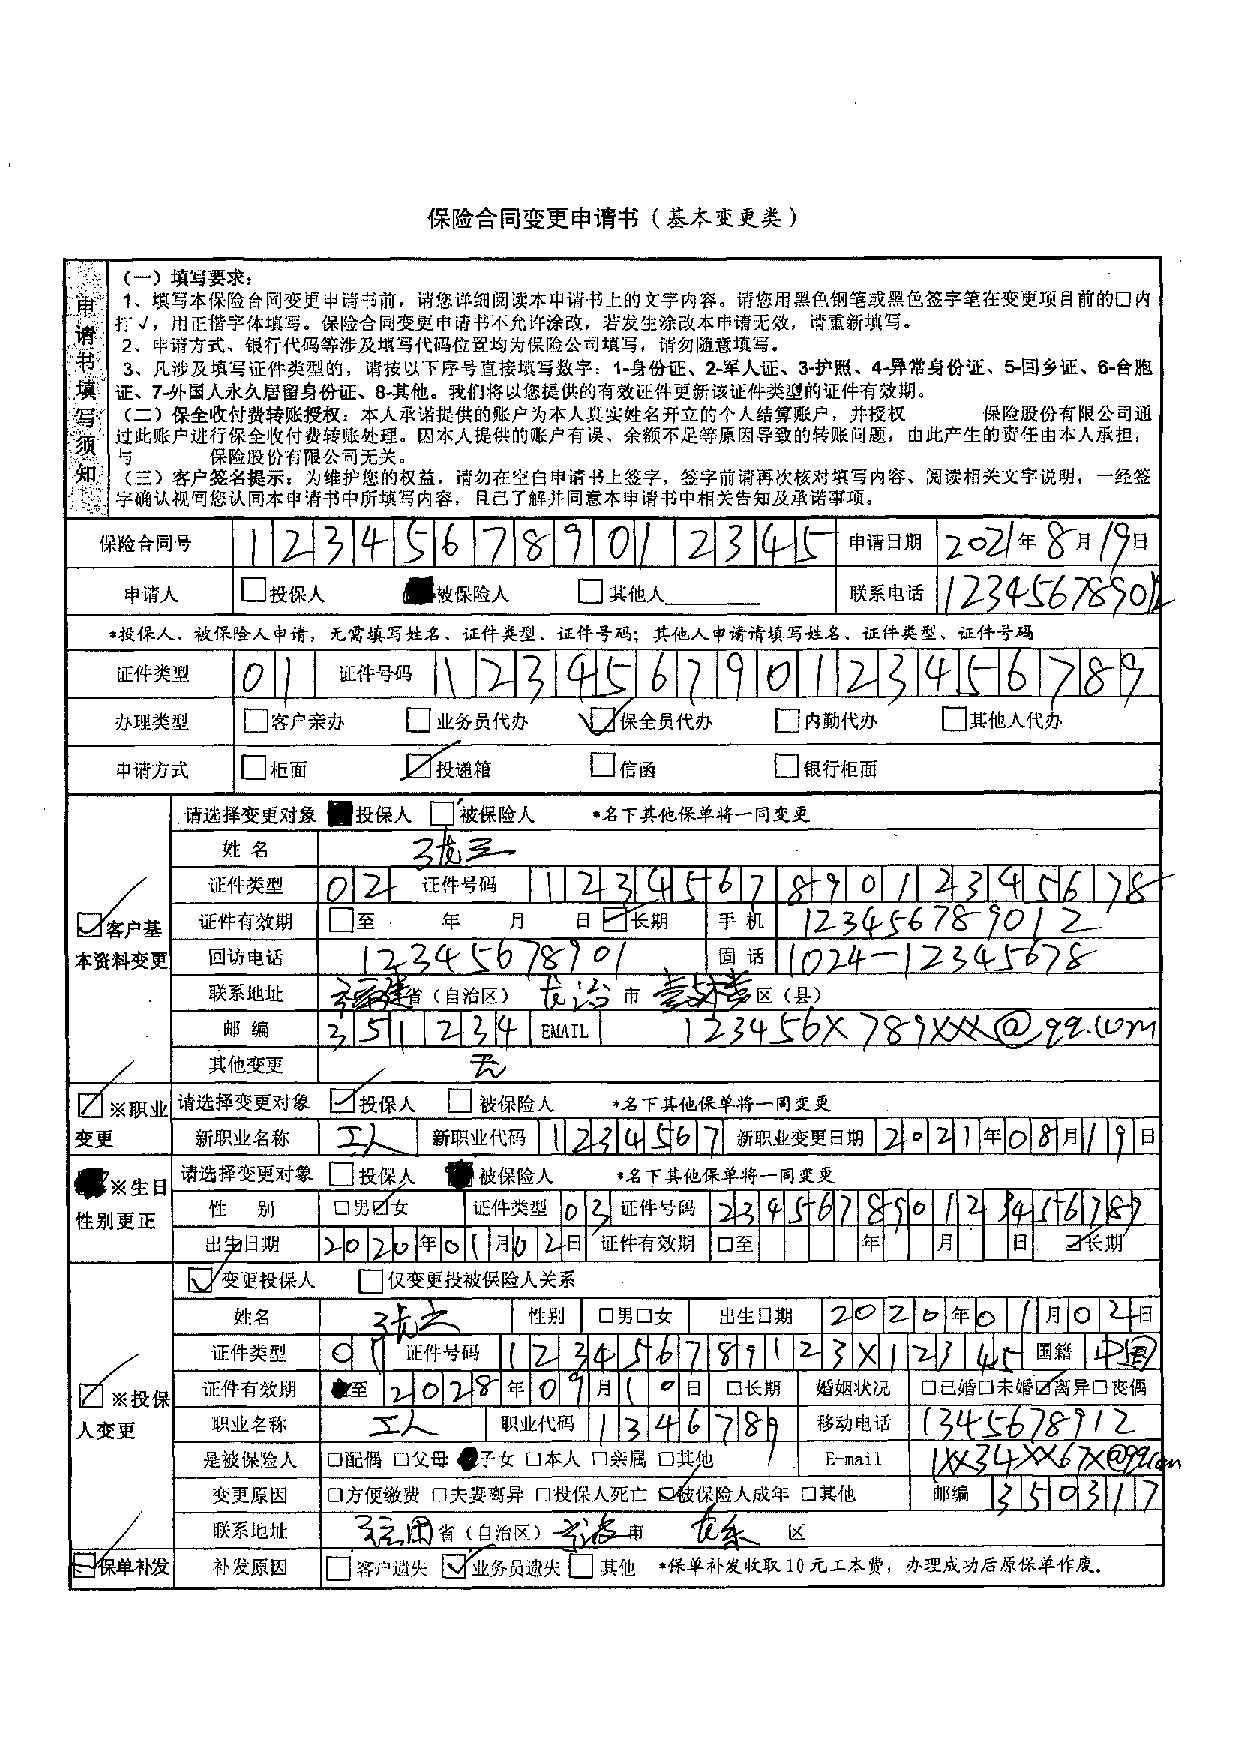 保险合同变更申请书（基本变更类）
申请书填写须知
（一）填写要求：
1、填写本保险合同变更申请书前，请您详细阅读本申请书上的文字内容。请您用黑色钢笔或黑色签字笔在变更项目前的□内
打√，用正楷字体填写。保险合同变更申请书不允许涂改，若发生涂改本申请无效，请重新填写。
2、申请方式、银行代码等涉及填写代码位置均为保险公司填写，请勿随意填写。
3、凡涉及填写证件类型的，请按以下序号直接填写数字：1-身份证、2-军人证、3-护照、4-异常身份证、5-回乡证、6-台胞
证、7-外国人永久居留身份证、8-其他。我们将以您提供的有效证件更新该证件类型的证件有效期。
（二）保全收付费转账授权：本人承诺提供的账户为本人真实姓名开立的个人结算账户，并授权 保险股份有限公司通
过此账户进行保全收付费转账处理。因本人提供的账户有误、余额不足等原因导致的转账问题，由此产生的责任由本人承担，
与 保险股份有限公司无关。
（三）客户签名提示：为维护您的权益，请勿在空白申请书上签字，签字前请再次核对填写内容、阅读相关文字说明，一经签
字确认视同您认同本申请书中所填写内容，且已了解并同意本申请书中相关告知及承诺事项。
保险合同号 123456789012345 申请日期 2021年8月19日
申请人 □投保人 被保险人 □其他人 联系电话 123456789012
*投保人、被保险人申请，无需填写姓名、证件类型、证件号码；其他人申请请填写姓名、证件类型、证件号码
证件类型 01 证件号码 1123456790123456789
办理类型 □客户亲办 □业务员代办 ☑保全员代办 □内勤代办 □其他人代办
申请方式 □柜面 ☑投递箱 □信函 □银行柜面
☑客户基本资料变更
请选择变更对象 ■投保人 □被保险人 *名下其他保单将一同变更
姓名 张三
证件类型 02 证件号码 123456789012345678
证件有效期 □至 年 月 日 ☑长期 手机 123456789012
回访电话 12345678901 固话 1024-12345678
联系地址 福建省（自治区） 龙治 市 区（县）
邮编 351234 EMAIL 123456X789XXX@qq.com
其他变更 无
☑※职业变更
请选择变更对象 ☑投保人 □被保险人 *名下其他保单将一同变更
新职业名称 工人 新职业代码 1234567 新职业变更日期 2021年08月19日
■※生日性别更正
请选择变更对象 □投保人 ■被保险人 *名下其他保单将一同变更
性别 □男☑女 证件类型 03 证件号码 234567890123456789
出生日期 2020年01月02日 证件有效期 □至 年 月 日 ☑长期
☑※投保人变更
☑变更投保人 □仅变更投被保险人关系
姓名 张六 性别 □男□女 出生日期 2020年01月02日
证件类型 01 证件号码 123456789123X12345 国籍 中国
证件有效期 至2028年09月10日 □长期 婚姻状况 □已婚□未婚☑离异□丧偶
职业名称 工人 职业代码 1346789 移动电话 1345678912
是被保险人 □配偶 □父母 ■子女 □本人 □亲属 □其他 E-mail 1XX34XX67X@qq.com
变更原因 □方便缴费 □夫妻离异 □投保人死亡 ☑被保险人成年 □其他 邮编 350317
联系地址 省（自治区） 宁波市 龙东 区
☑保单补发 补发原因 □客户遗失 ☑业务员遗失 □其他 *保单补发收取10元工本费，办理成功后原保单作废。